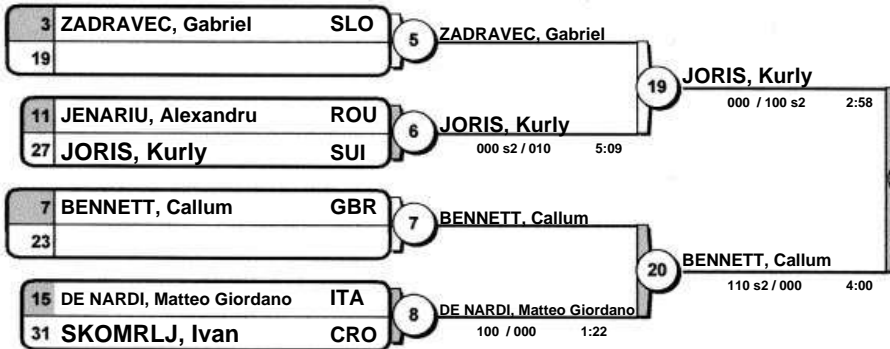 3 ZADRAVEC, Gabriel SLO
19
5 ZADRAVEC, Gabriel
11 JENARIU, Alexandru ROU
27 JORIS, Kurly SUI
6 JORIS, Kurly
000 s2 / 010 5:09
19 JORIS, Kurly
000 / 100 s2 2:58
7 BENNETT, Callum GBR
23
7 BENNETT, Callum
15 DE NARDI, Matteo Giordano ITA
31 SKOMRLJ, Ivan CRO
8 DE NARDI, Matteo Giordano
100 / 000 1:22
20 BENNETT, Callum
110 s2 / 000 4:00